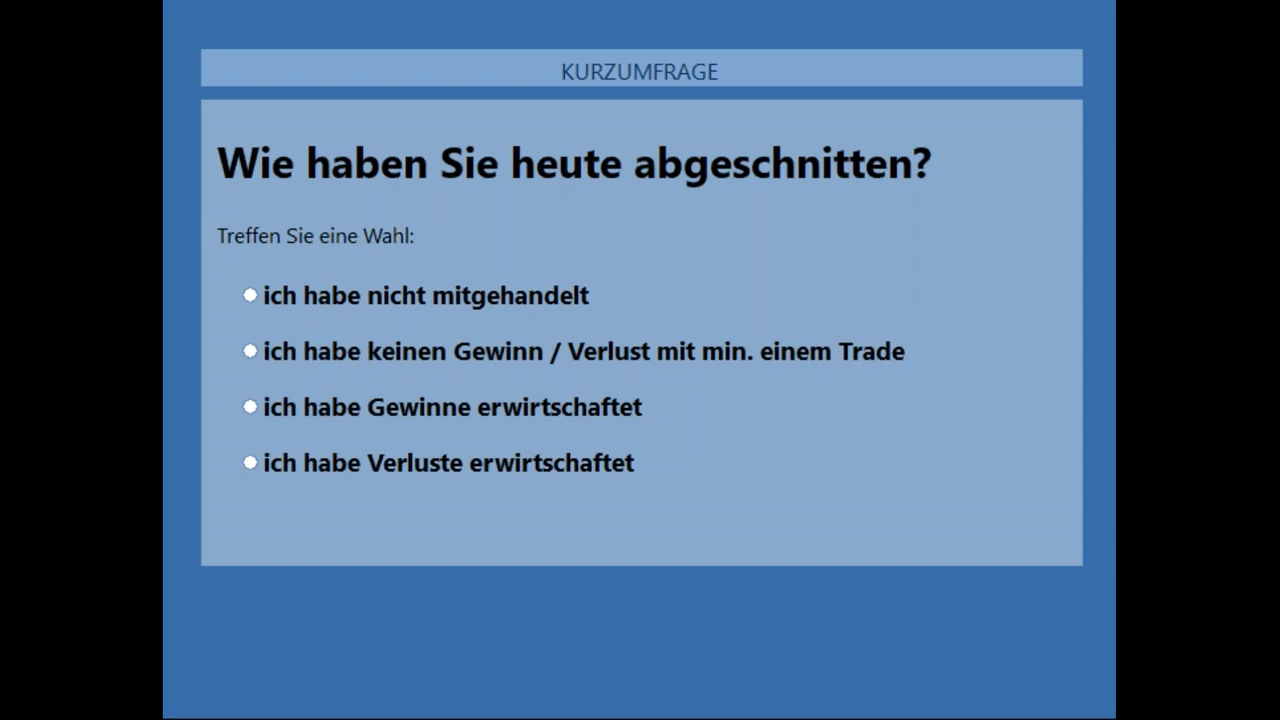 KURZUMFRAGE
Wie haben Sie heute abgeschnitten?
Treffen Sie eine Wahl:
ich habe nicht mitgehandelt
ich habe keinen Gewinn / Verlust mit min. einem Trade
ich habe Gewinne erwirtschaftet
ich habe Verluste erwirtschaftet